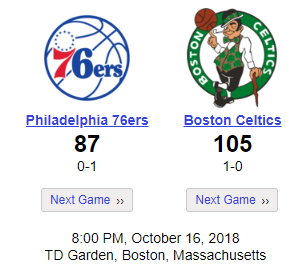 76ers
BOSTON CELTICS
Philadelphia 76ers
Boston Celtics
87
105
0-1
1-0
Next Game ››
Next Game ››
8:00 PM, October 16, 2018
TD Garden, Boston, Massachusetts